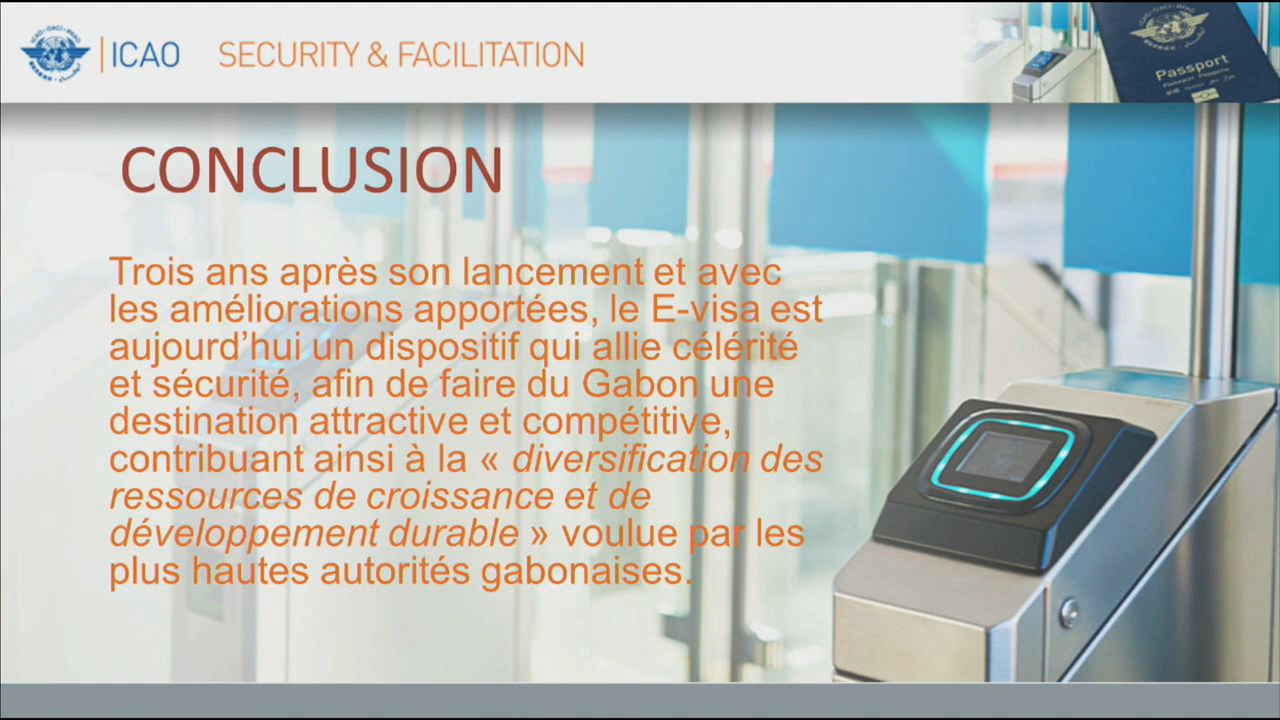 ICAO SECURITY & FACILITATION
Passport
CONCLUSION
Trois ans après son lancement et avec
les améliorations apportées, le E-visa est
aujourd’hui un dispositif qui allie célérité
et sécurité, afin de faire du Gabon une
destination attractive et compétitive,
contribuant ainsi à la « diversification des
ressources de croissance et de
développement durable » voulue par les
plus hautes autorités gabonaises.